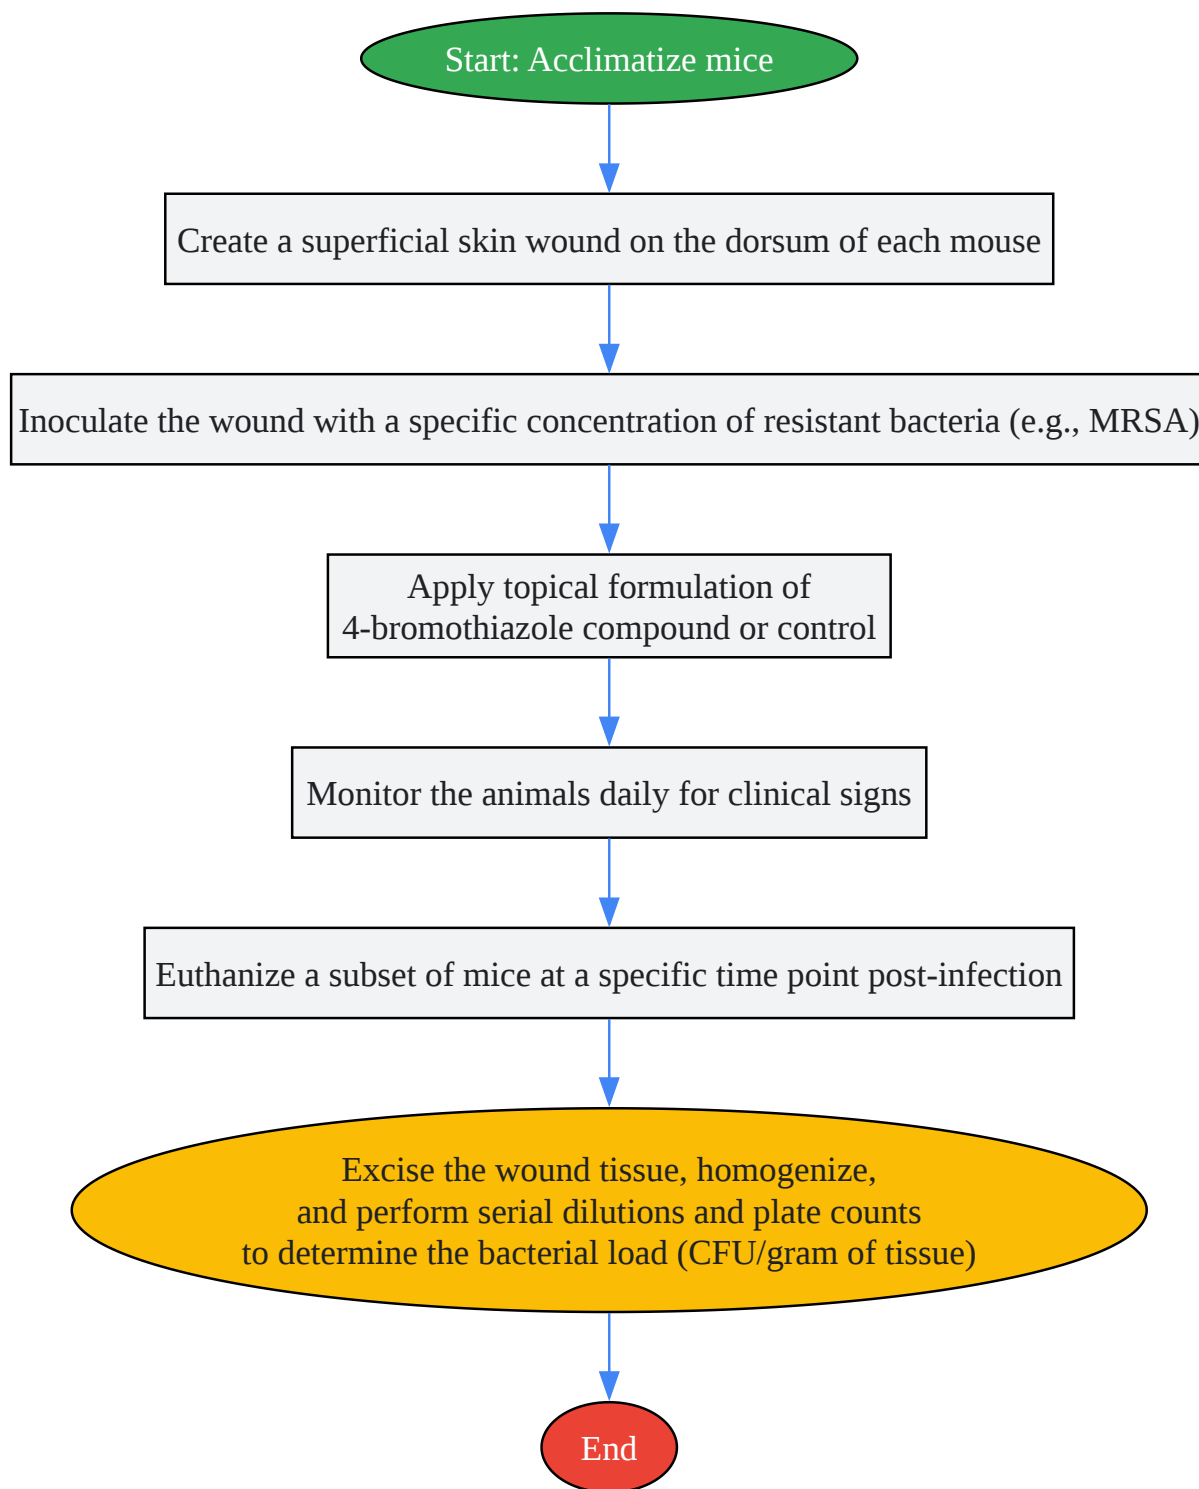 Start: Acclimatize mice
Create a superficial skin wound on the dorsum of each mouse
Inoculate the wound with a specific concentration of resistant bacteria (e.g., MRSA)
Apply topical formulation of
4-bromothiazole compound or control
Monitor the animals daily for clinical signs
Euthanize a subset of mice at a specific time point post-infection
Excise the wound tissue, homogenize,
and perform serial dilutions and plate counts
to determine the bacterial load (CFU/gram of tissue)
End